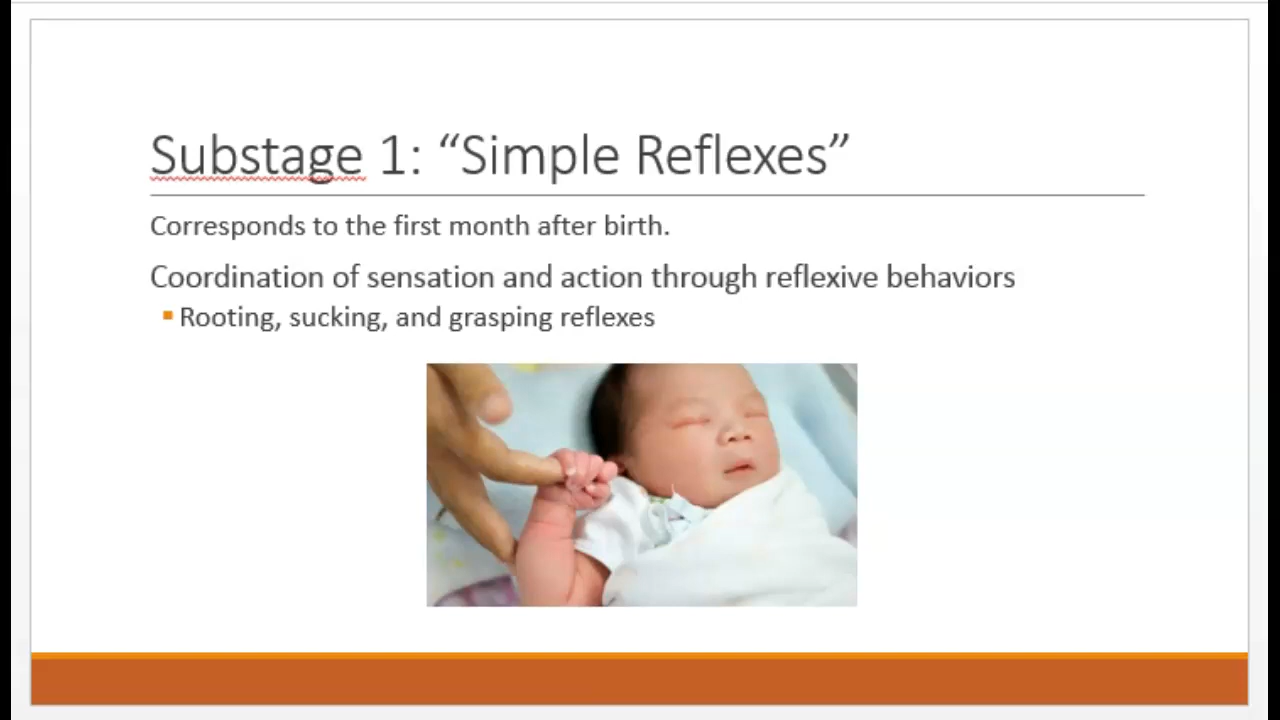 Substage 1: “Simple Reflexes”
Corresponds to the first month after birth.
Coordination of sensation and action through reflexive behaviors
▪ Rooting, sucking, and grasping reflexes